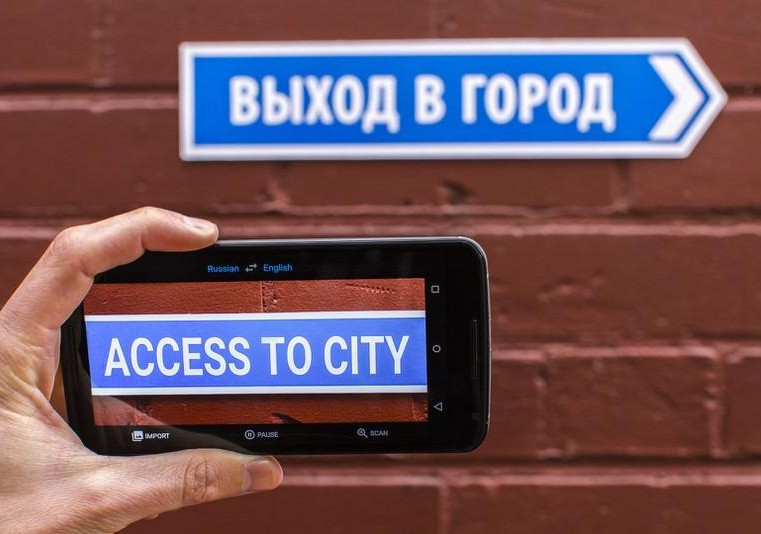 ВЫХОД В ГОРОД
Russian English
ACCESS TO CITY
IMPORT PAUSE SCAN